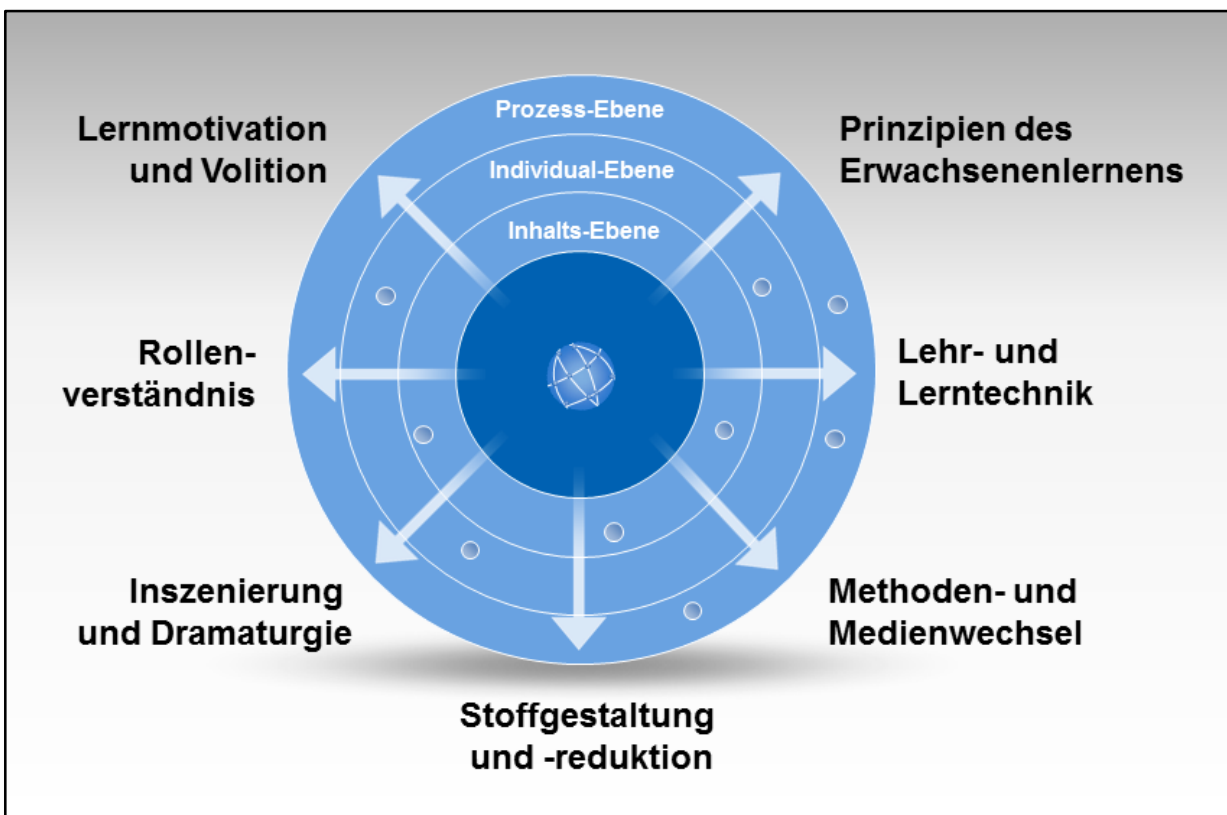 Prozess-Ebene
Individual-Ebene
Inhalts-Ebene
Lernmotivation
und Volition
Prinzipien des
Erwachsenenlernens
Rollen-
verständnis
Lehr- und
Lerntechnik
Inszenierung
und Dramaturgie
Methoden- und
Medienwechsel
Stoffgestaltung
und -reduktion